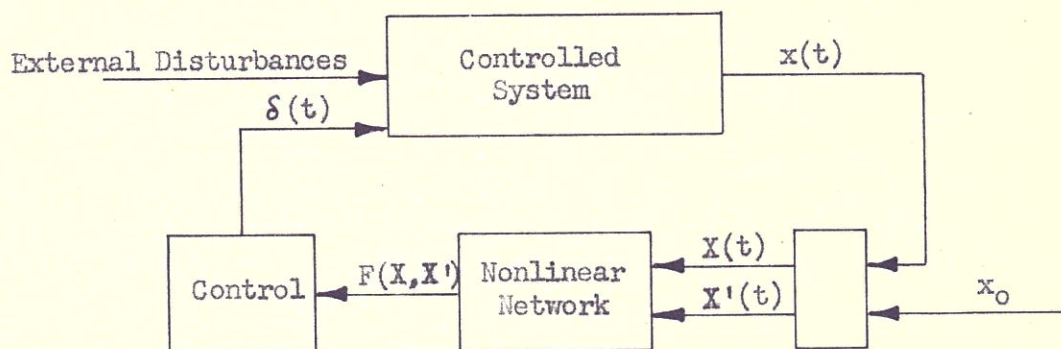 External Disturbances
Controlled
System
x(t)
δ(t)
Control
F(X,X')
Nonlinear
Network
X(t)
X'(t)
x₀